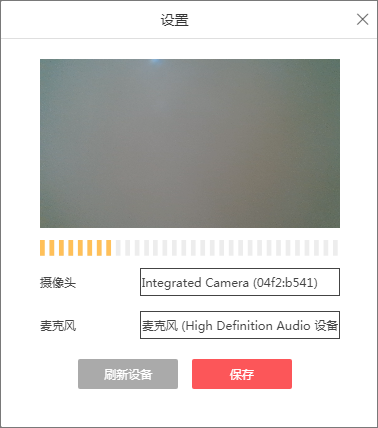 设置
摄像头
Integrated Camera (04f2:b541)
麦克风
麦克风 (High Definition Audio 设备
刷新设备
保存